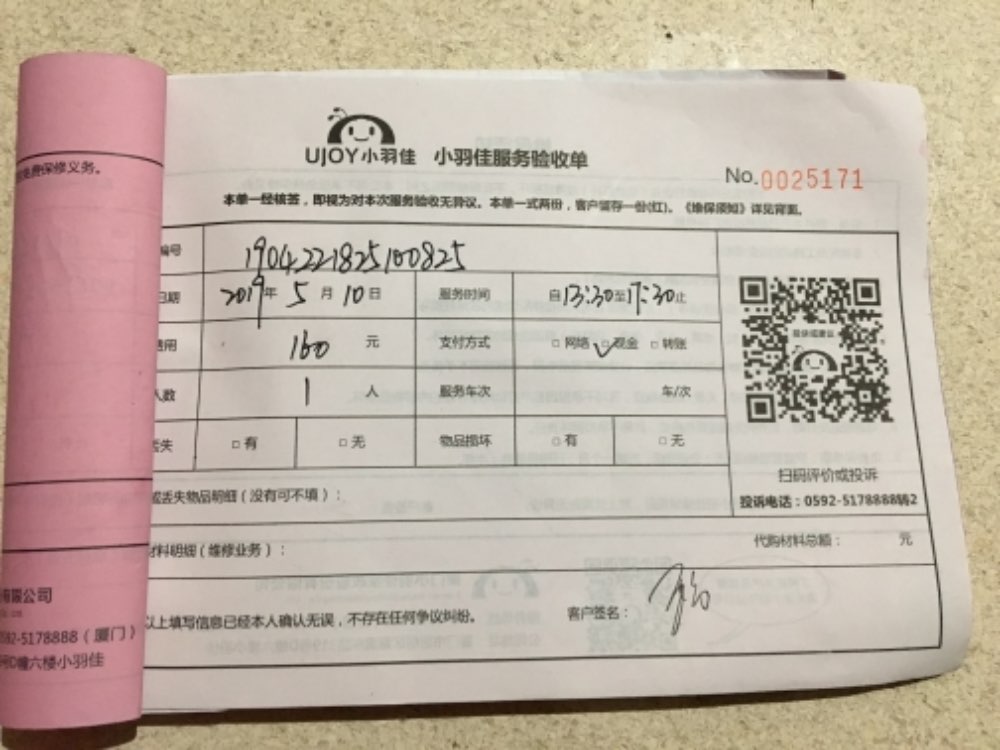 免费保修义务。
UJOY小羽佳 小羽佳服务验收单
No.0025171
本单一经核签，即视为对本次服务验收无异议。本单一式两份，客户留存一份(红)。《维保须知》详见背面。
编号 1904221825100825
日期 2019年 5月 10日 服务时间 自13:30至17:30止
费用 160 元 支付方式 □网络 ✓□现金 □转账
人数 1 人 服务车次 车/次
丢失 □有 □无 物品损坏 □有 □无
扫码评价或投诉
投诉电话：0592-5178888转2
或丢失物品明细（没有可不填）：
材料明细（维修业务）： 代购材料总额： 元
以上填写信息已经本人确认无误，不存在任何争议纠纷。 客户签名：
有限公司
0592-5178888（厦门）
号D幢六楼小羽佳